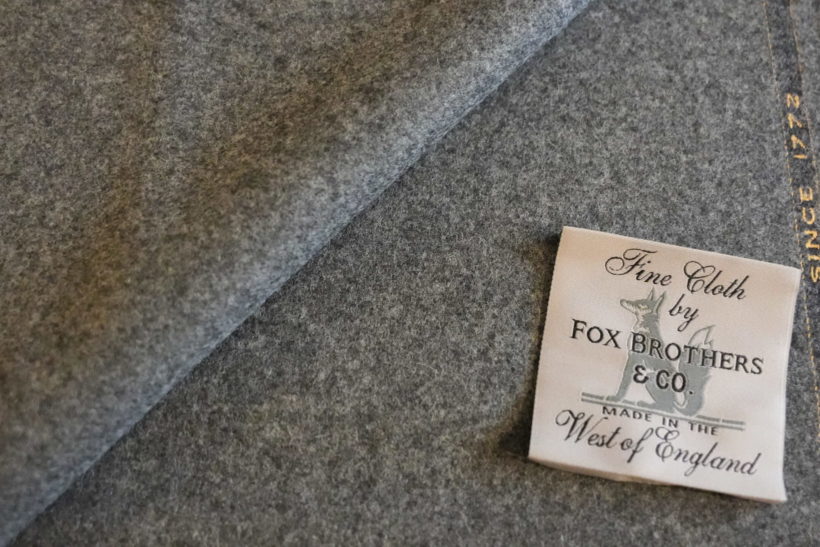 Fine Cloth
by
FOX BROTHERS
& CO.
MADE IN THE
West of England
SINCE 1772